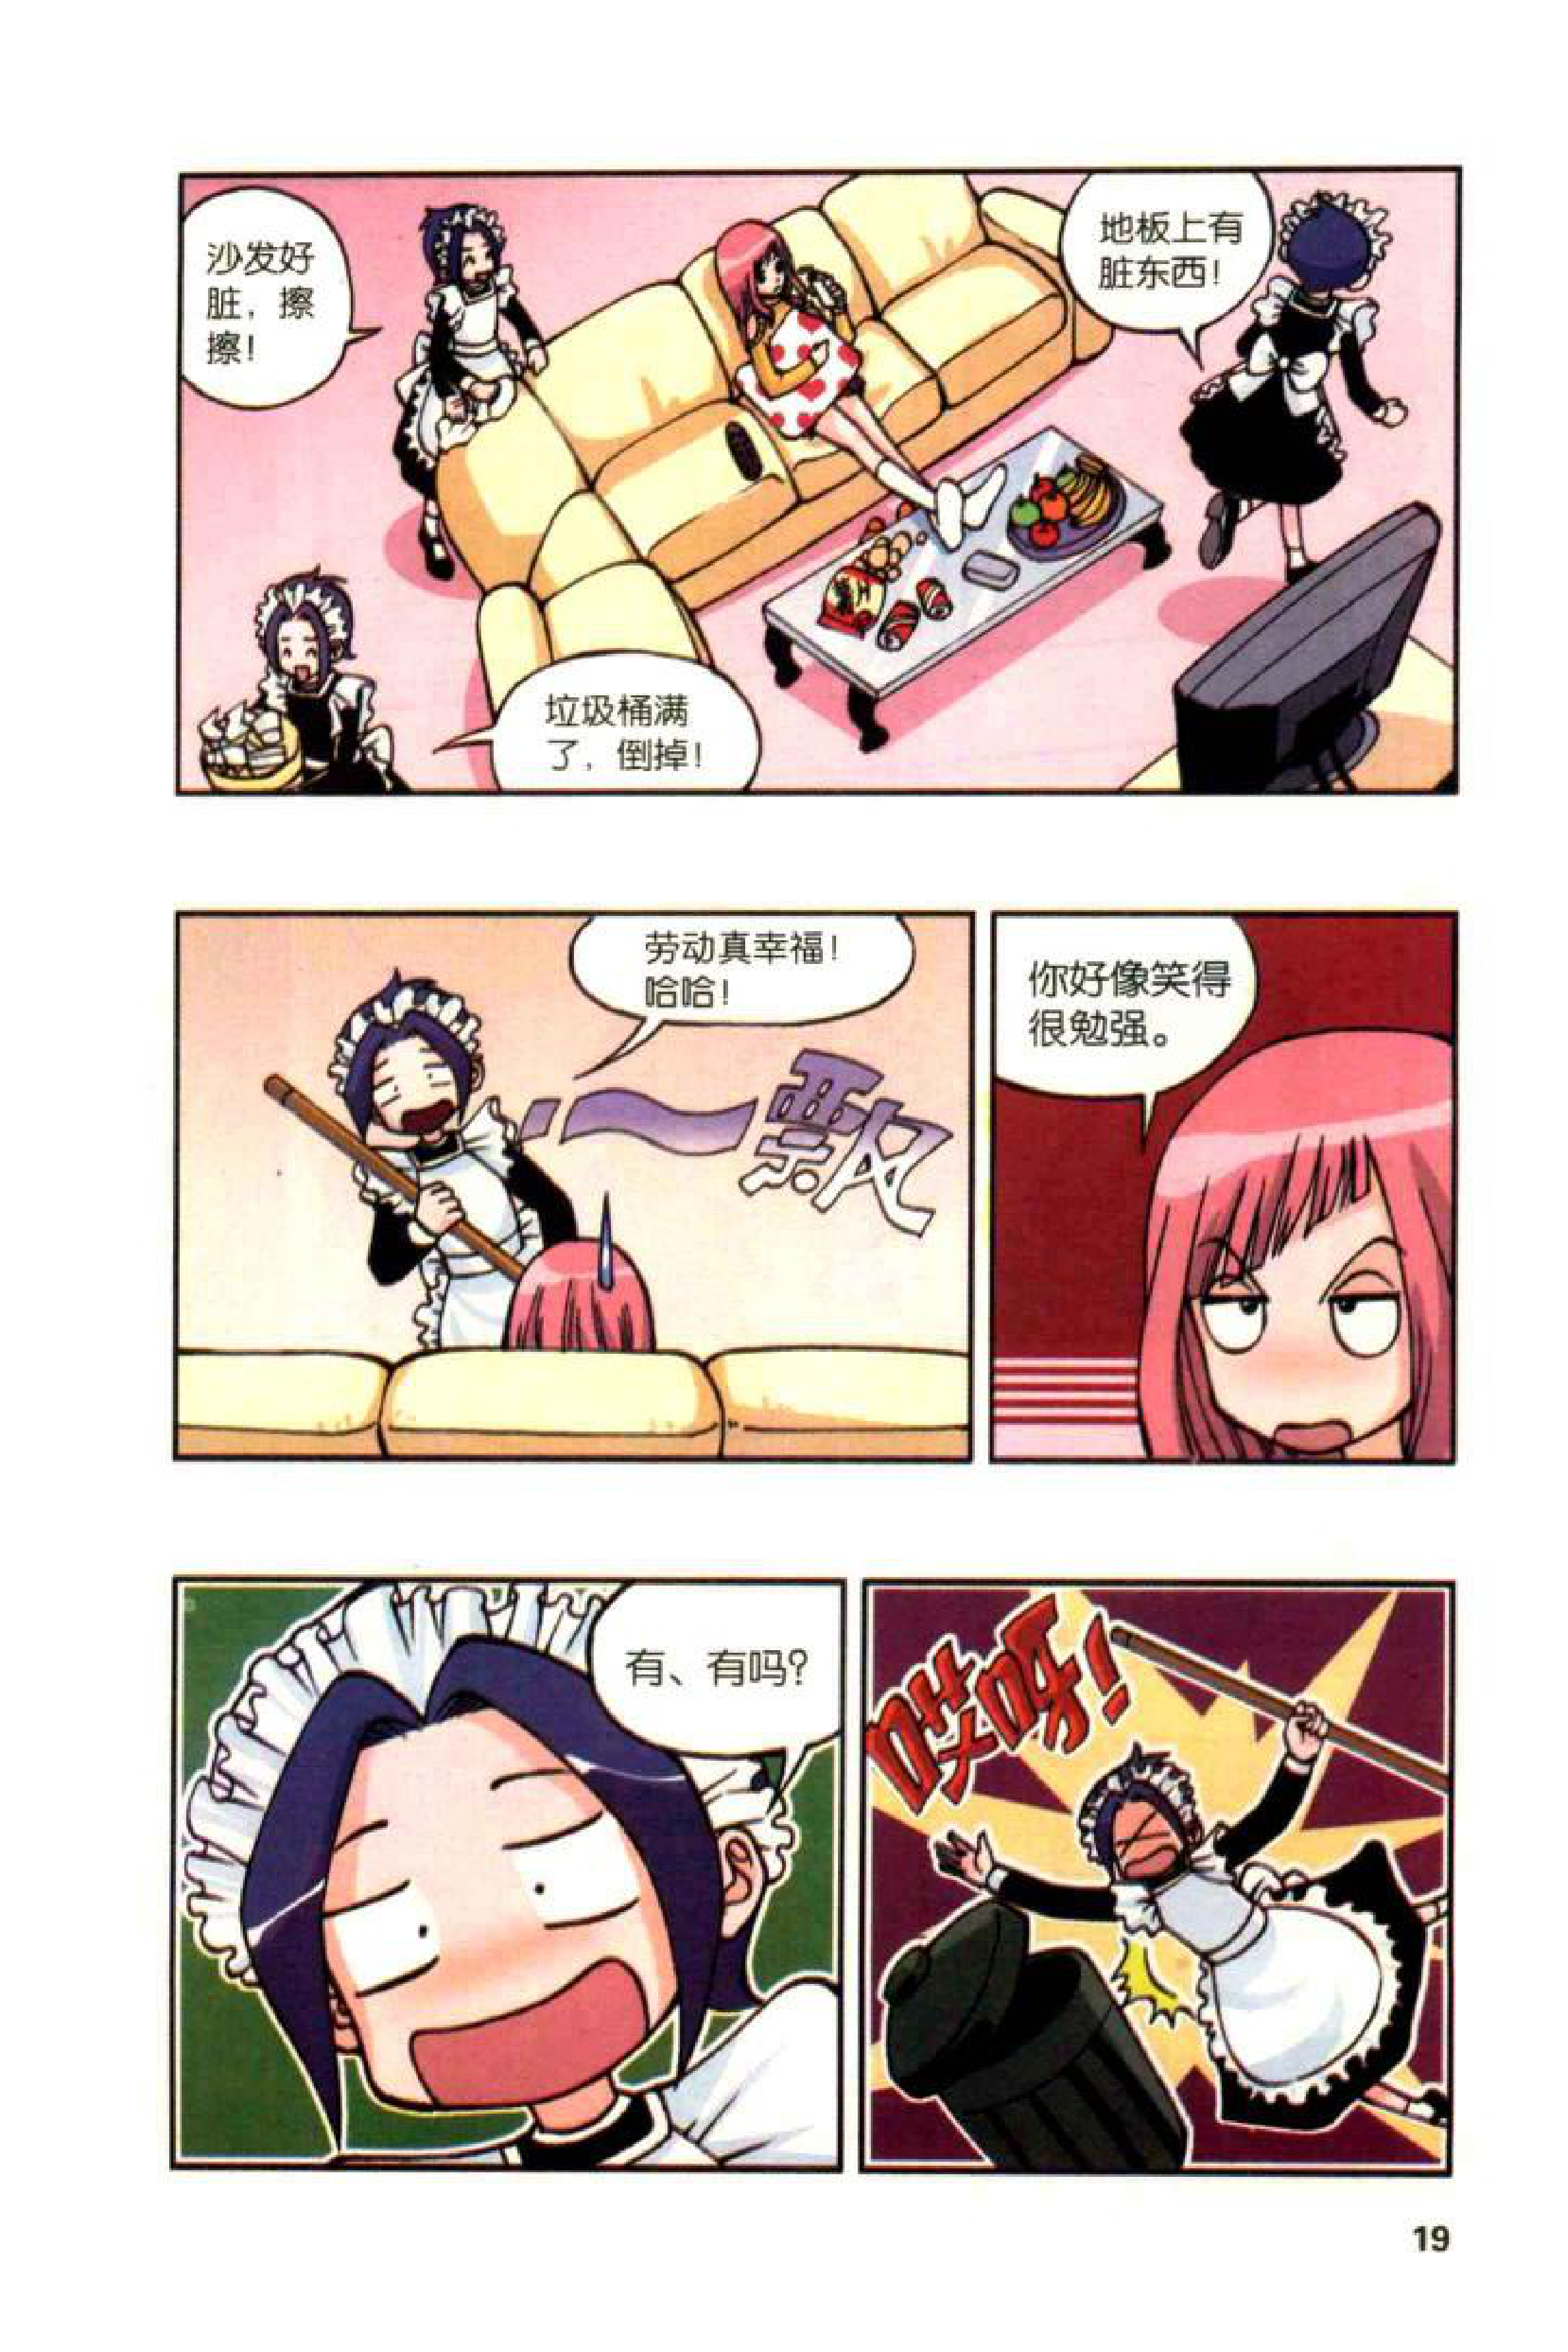 沙发好
脏，擦
擦！
地板上有
脏东西！
垃圾桶满
了，倒掉！
劳动真幸福！
哈哈！
飘
你好像笑得
很勉强。
有、有吗？
哎呀！
19